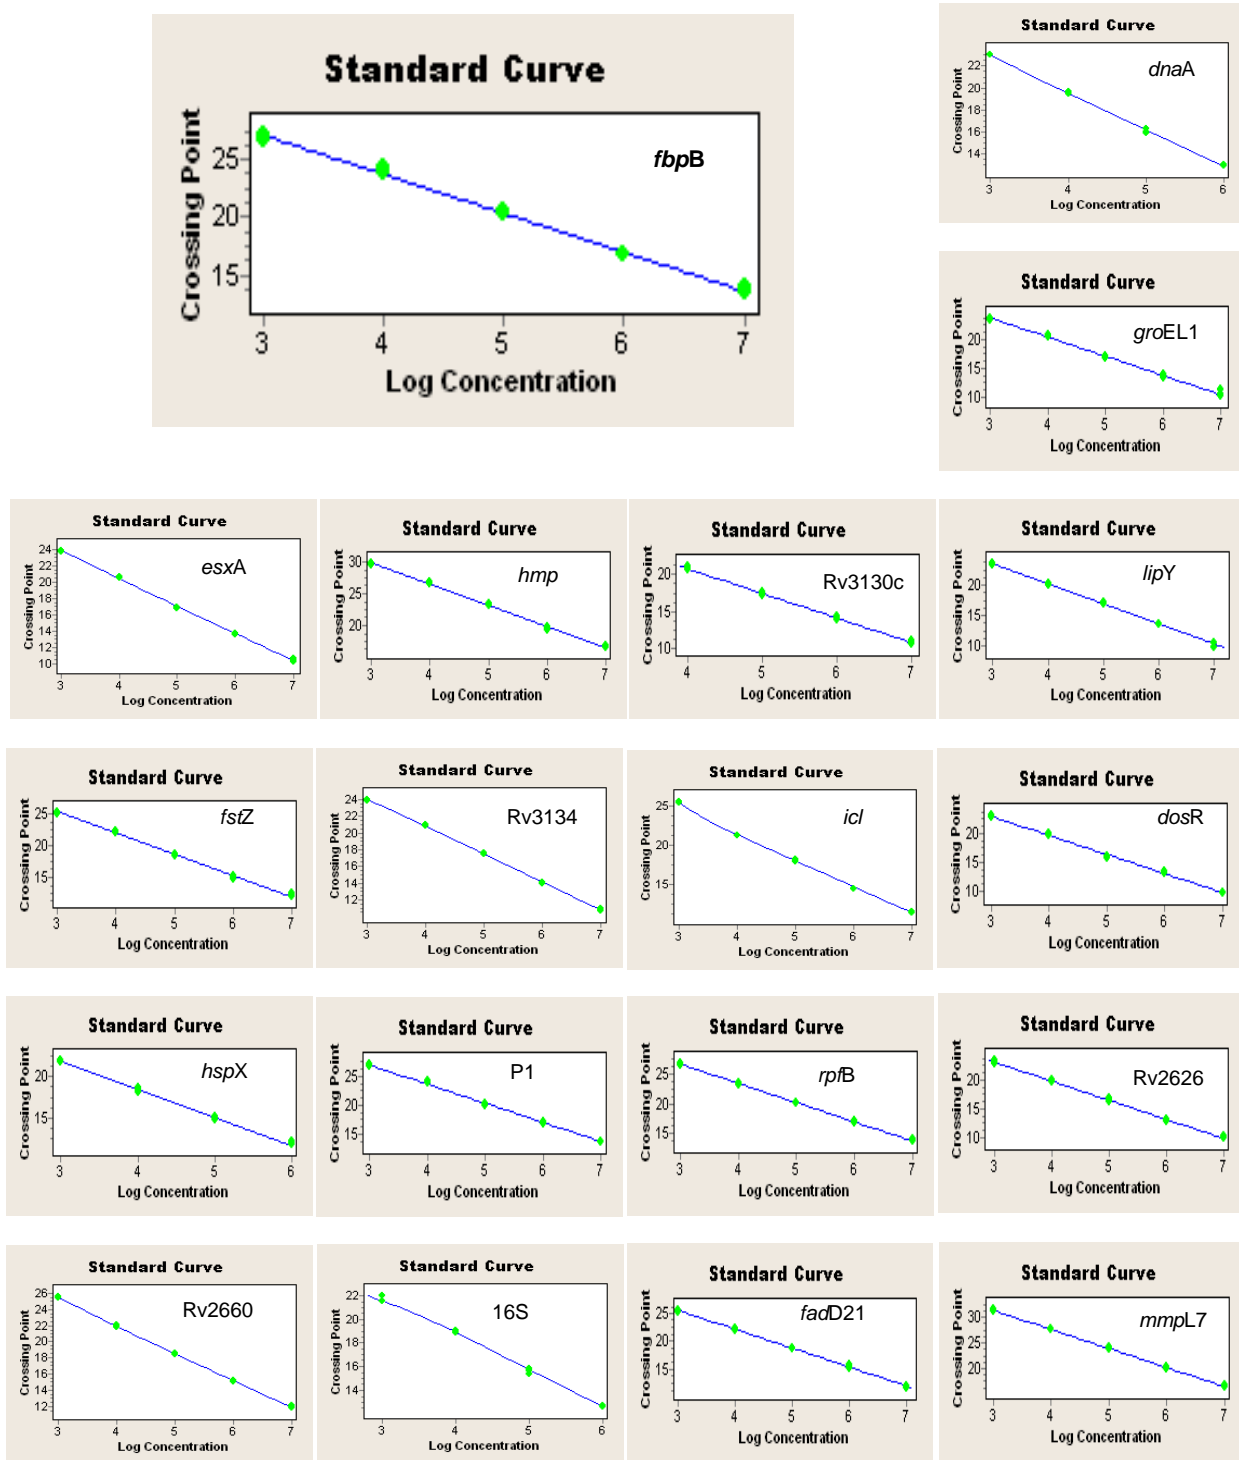 Standard Curve
fbpB
Crossing Point
25
20
15
3 4 5 6 7
Log Concentration
Standard Curve
dnaA
Crossing Point
22
20
18
16
14
3 4 5 6
Log Concentration
Standard Curve
groEL1
Crossing Point
20
15
10
3 4 5 6 7
Log Concentration
Standard Curve
esxA
Crossing Point
24
22
20
18
16
14
12
10
3 4 5 6 7
Log Concentration
Standard Curve
hmp
Crossing Point
30
25
20
3 4 5 6 7
Log Concentration
Standard Curve
Rv3130c
Crossing Point
20
15
10
4 5 6 7
Log Concentration
Standard Curve
lipY
Crossing Point
20
15
10
3 4 5 6 7
Log Concentration
Standard Curve
fstZ
Crossing Point
25
20
15
3 4 5 6 7
Log Concentration
Standard Curve
Rv3134
Crossing Point
24
22
20
18
16
14
12
3 4 5 6 7
Log Concentration
Standard Curve
icl
Crossing Point
25
20
15
3 4 5 6 7
Log Concentration
Standard Curve
dosR
Crossing Point
20
15
10
3 4 5 6 7
Log Concentration
Standard Curve
hspX
Crossing Point
20
15
3 4 5 6
Log Concentration
Standard Curve
P1
Crossing Point
25
20
15
3 4 5 6 7
Log Concentration
Standard Curve
rpfB
Crossing Point
25
20
15
3 4 5 6 7
Log Concentration
Standard Curve
Rv2626
Crossing Point
20
15
10
3 4 5 6 7
Log Concentration
Standard Curve
Rv2660
Crossing Point
26
24
22
20
18
16
14
12
3 4 5 6 7
Log Concentration
Standard Curve
16S
Crossing Point
22
20
18
16
14
3 4 5 6
Log Concentration
Standard Curve
fadD21
Crossing Point
25
20
15
3 4 5 6 7
Log Concentration
Standard Curve
mmpL7
Crossing Point
30
25
20
3 4 5 6 7
Log Concentration